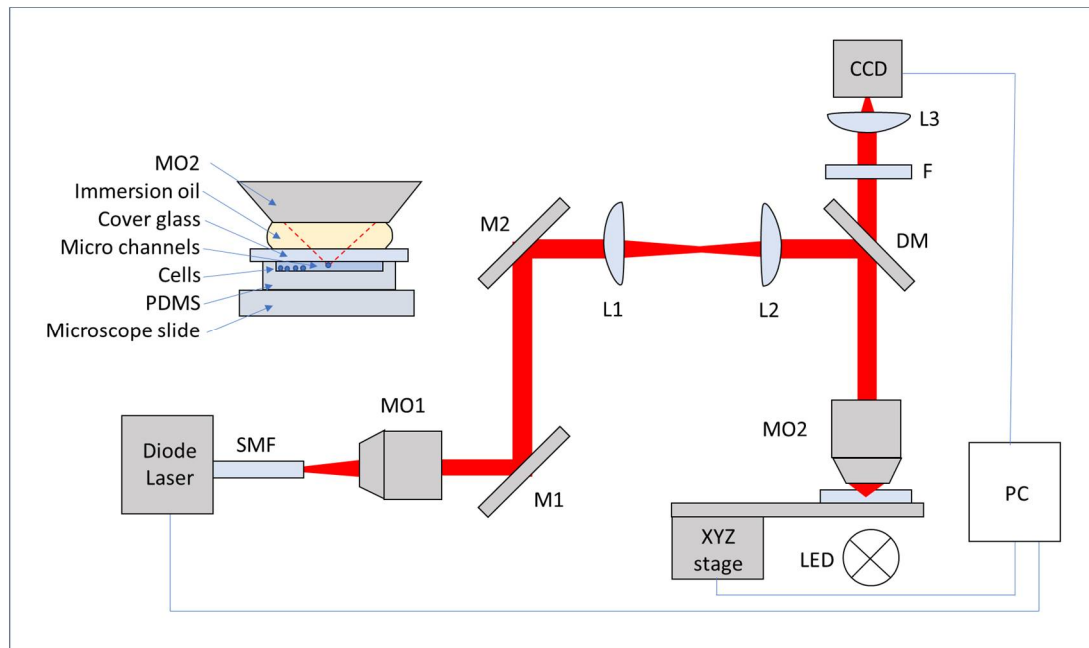 CCD
L3
MO2
Immersion oil
Cover glass
Micro channels
Cells
PDMS
Microscope slide
F
M2
DM
L1
L2
MO1
SMF
Diode
Laser
M1
MO2
PC
XYZ
stage
LED